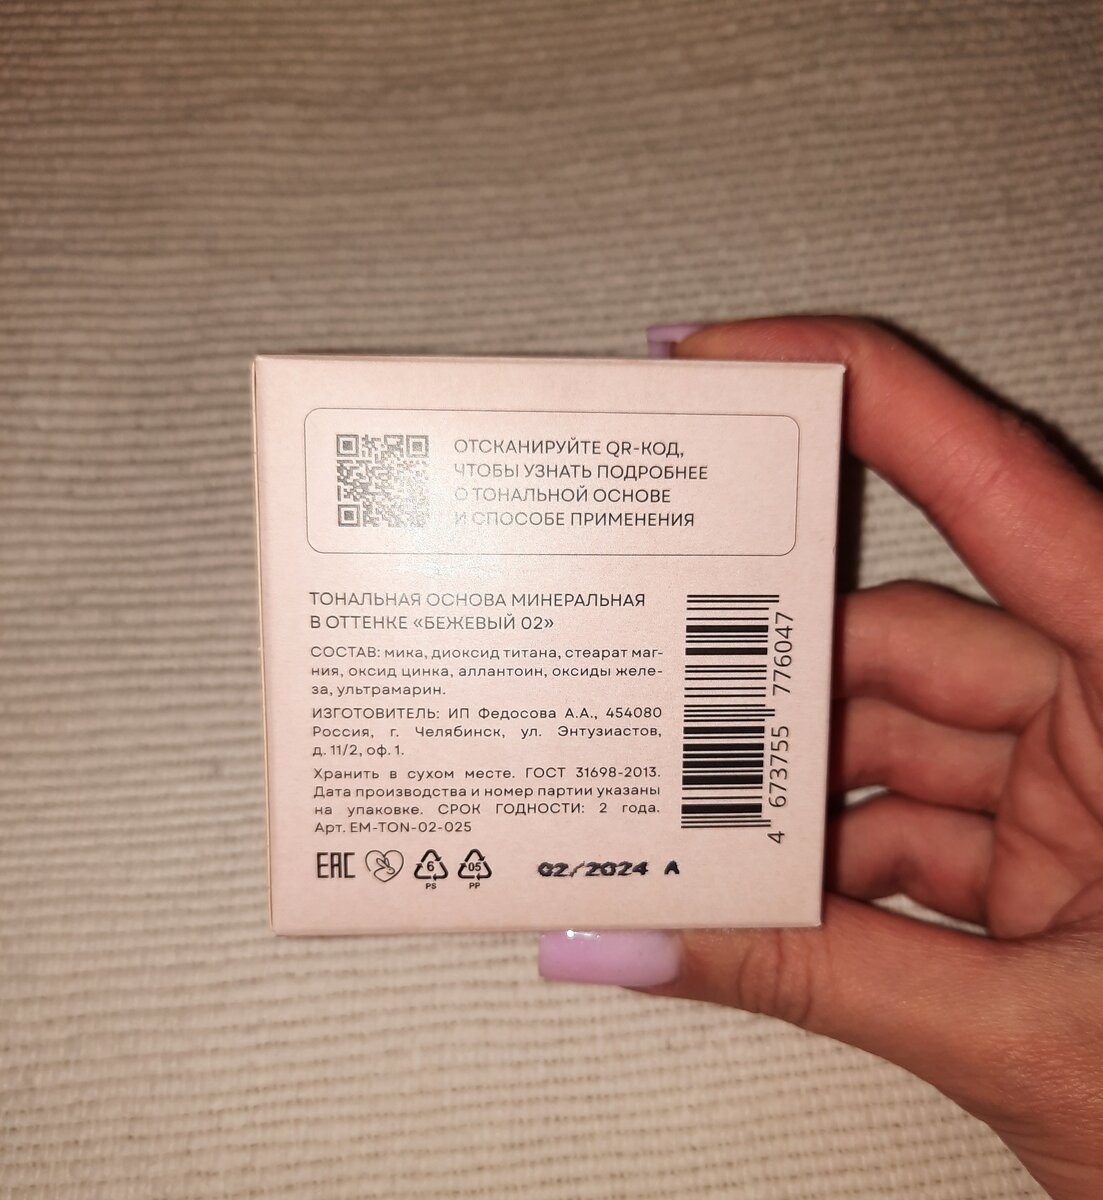 ОТСКАНИРУЙТЕ QR-КОД,
ЧТОБЫ УЗНАТЬ ПОДРОБНЕЕ
О ТОНАЛЬНОЙ ОСНОВЕ
И СПОСОБЕ ПРИМЕНЕНИЯ
ТОНАЛЬНАЯ ОСНОВА МИНЕРАЛЬНАЯ
В ОТТЕНКЕ «БЕЖЕВЫЙ 02»
СОСТАВ: мика, диоксид титана, стеарат маг-
ния, оксид цинка, аллантоин, оксиды желе-
за, ультрамарин.
ИЗГОТОВИТЕЛЬ: ИП Федосова А.А., 454080
Россия, г. Челябинск, ул. Энтузиастов,
д. 11/2, оф. 1.
Хранить в сухом месте. ГОСТ 31698-2013.
Дата производства и номер партии указаны
на упаковке. СРОК ГОДНОСТИ: 2 года.
Арт. EM-TON-02-025
EAC
6
PS
05
PP
02/2024 A
4 673755 776047